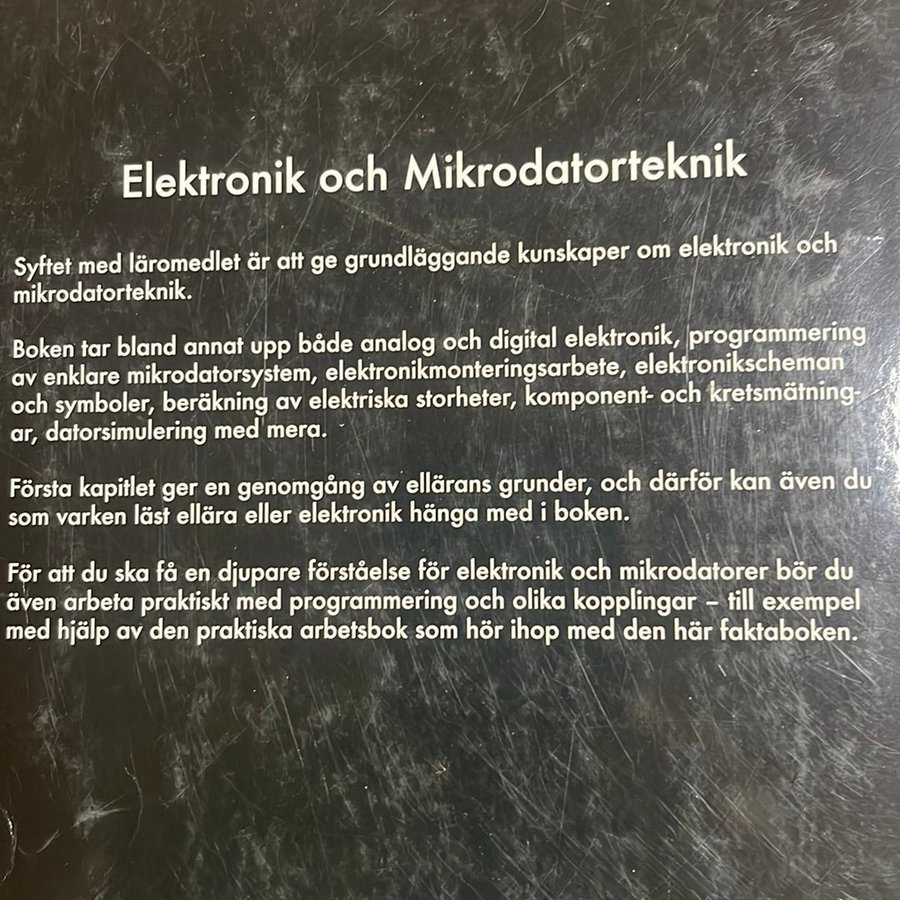 Elektronik och Mikrodatorteknik
Syftet med läromedlet är att ge grundläggande kunskaper om elektronik och
mikrodatorteknik.
Boken tar bland annat upp både analog och digital elektronik, programmering
av enklare mikrodatorsystem, elektronikmonteringsarbete, elektronikscheman
och symboler, beräkning av elektriska storheter, komponent- och kretsmätning-
ar, datorsimulering med mera.
Första kapitlet ger en genomgång av ellärans grunder, och därför kan även du
som varken läst ellära eller elektronik hänga med i boken.
För att du ska få en djupare förståelse för elektronik och mikrodatorer bör du
även arbeta praktiskt med programmering och olika kopplingar – till exempel
med hjälp av den praktiska arbetsbok som hör ihop med den här faktaboken.